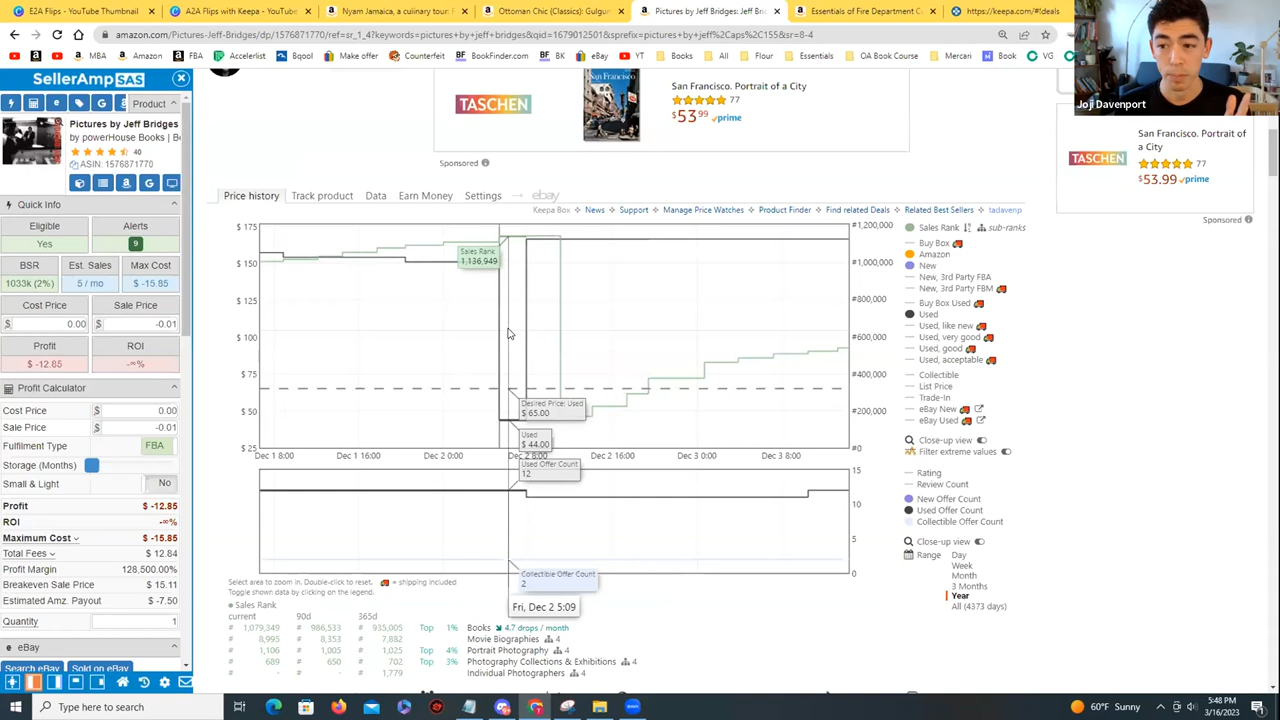 A2A Flips - YouTube Thumbnail
A2A Flips with Keepa - YouTube
Nyam Jamaica, a culinary tour: F
Ottoman Chic (Classics): Gulgun
Pictures by Jeff Bridges: Bridges, J
Essentials of Fire Department Cu
https://keepa.com/#!deals
amazon.com/Pictures-Jeff-Bridges/dp/1576871770/ref=sr_1_4?keywords=pictures+by+jeff+bridges&qid=1679012501&sprefix=pictures+by+jeff%2Caps%2C155&sr=8-4
MBA
Accelerlist
Bqool
Make offer
Counterfeit
BookFinder.com
BK
eBay
YT
Books
All
Flour
Essentials
OA Book Source
Mercari
Book
VG
Joji Davenport
SellerAmp SAS
Product
Pictures by Jeff Bridges
by powerHouse Books | B
40
ASIN: 1576871770
Quick Info
Eligible
Alerts
Yes
9
BSR
Est. Sales
Max Cost
1033k (2%)
5 / mo
$ -15.85
Cost Price
Sale Price
$
0.00
$
-0.01
Profit
ROI
$ -12.85
-∞%
Profit Calculator
Cost Price
$
0.00
Sale Price
$
-0.01
Fulfilment Type
FBA
Storage (Months)
Small & Light
No
Profit
$ -12.85
ROI
-∞%
Maximum Cost
$ -15.85
Total Fees
$ 12.84
Profit Margin
128,500.00%
Breakeven Sale Price
$ 15.11
Estimated Amz. Payout
$ -7.50
Quantity
1
eBay
Search eBay
Sold on eBay
TASCHEN
San Francisco. Portrait of a City
77
$53.99
prime
Sponsored
TASCHEN
San Francisco. Portrait of
a City
77
$53.99
prime
Sponsored
Price history
Track product
Data
Earn Money
Settings
ebay
Keepa Box
News
Support
Manage Price Watches
Product Finder
Find related Deals
Related Best Sellers
tadavenp
$ 175
$ 150
$ 125
$ 100
$ 75
$ 50
$ 25
#1,200,000
#1,000,000
#800,000
#600,000
#400,000
#200,000
#0
Sales Rank
1,136,949
Desired Price: Used
$ 65.00
Used
$ 44.00
Dec 1 8:00
Dec 1 16:00
Dec 2 0:00
Dec 2 8:00
Dec 2 16:00
Dec 3 0:00
Dec 3 8:00
Used Offer Count
12
15
10
5
0
Collectible Offer Count
2
Fri, Dec 2 5:09
Sales Rank
sub-ranks
Buy Box
Amazon
New
New, 3rd Party FBA
New, 3rd Party FBM
Buy Box Used
Used
Used, like new
Used, very good
Used, good
Used, acceptable
Collectible
List Price
Trade-In
eBay New
eBay Used
Close-up view
Filter extreme values
Rating
Review Count
New Offer Count
Used Offer Count
Collectible Offer Count
Close-up view
Range
Day
Week
Month
3 Months
Year
All (4373 days)
Select area to zoom in. Double-click to reset.
= shipping included
Toggle shown data by clicking on the legend.
Sales Rank
current
90d
365d
# 1,079,349 # 986,533 # 935,005 Top 1% Books 4.7 drops / month
# 8,995 # 8,353 # 7,882 Movie Biographies 4
# 1,106 # 1,005 # 1,025 Top 4% Portrait Photography 4
# 689 # 650 # 702 Top 3% Photography Collections & Exhibitions 4
# - # - # 1,779 Individual Photographers 4
Type here to search
60°F Sunny
5:48 PM
3/16/2023